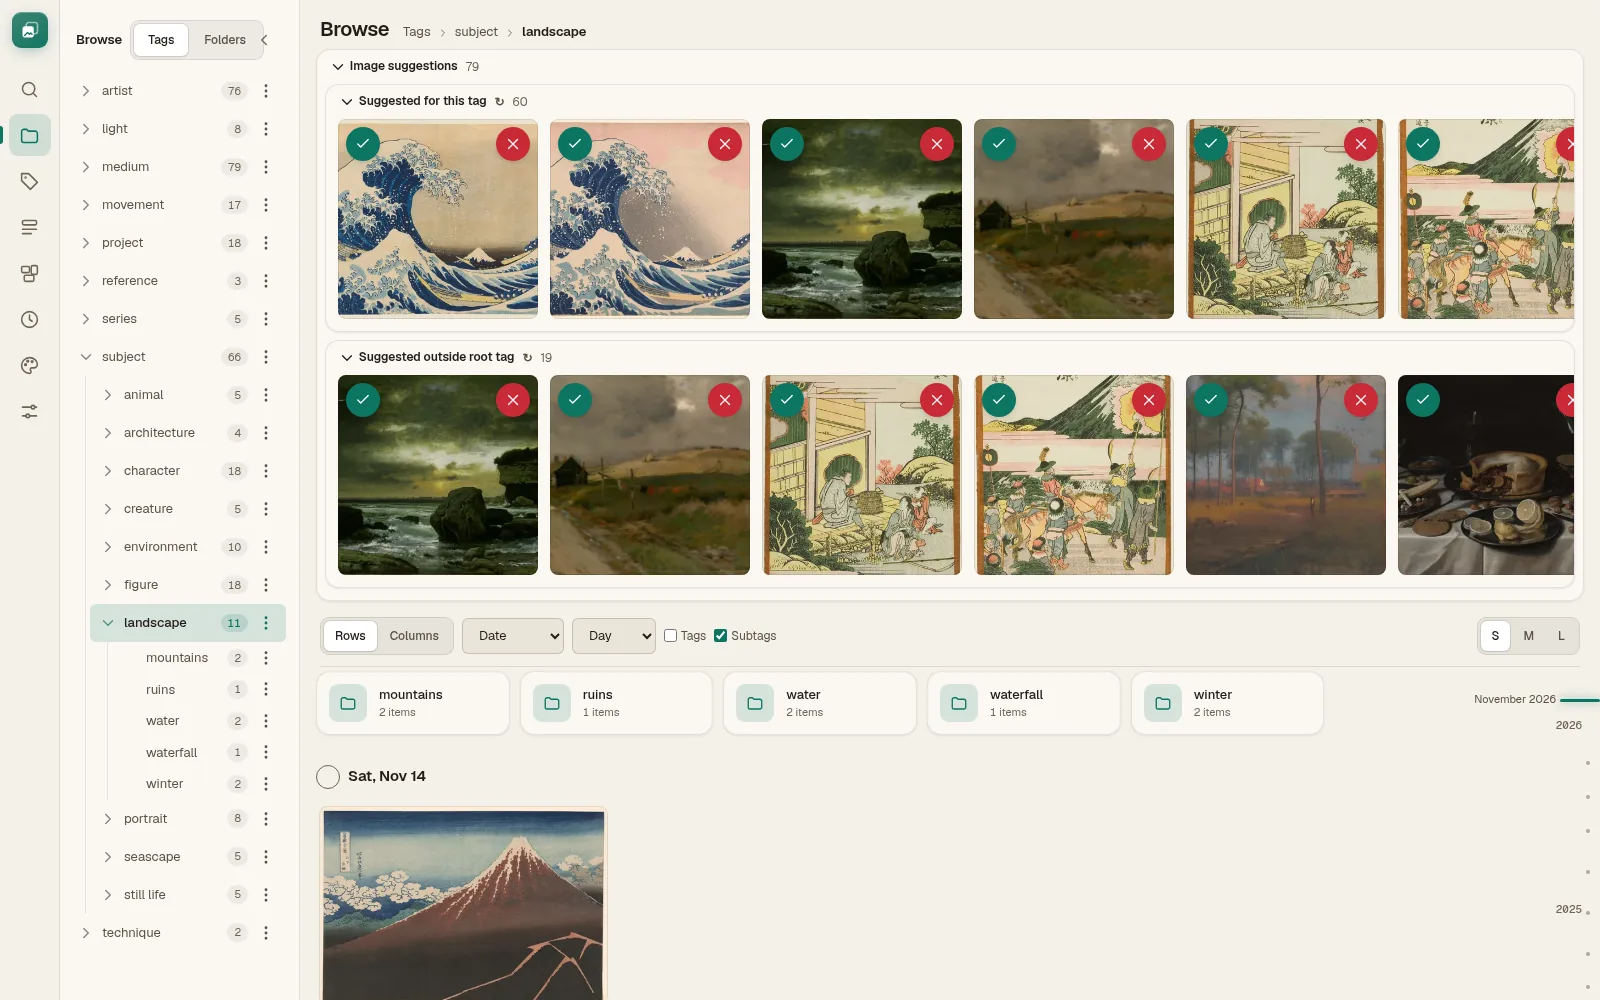 Browse
Tags
Folders
artist 76
light 8
medium 79
movement 17
project 18
reference 3
series 5
subject 66
animal 5
architecture 4
character 18
creature 5
environment 10
figure 18
landscape 11
mountains 2
ruins 1
water 2
waterfall 1
winter 2
portrait 8
seascape 5
still life 5
technique 2
Browse Tags > subject > landscape
Image suggestions 79
Suggested for this tag ↻ 60
Suggested outside root tag ↻ 19
Rows Columns Date Day Tags Subtags S M L
mountains
2 items
ruins
1 items
water
2 items
waterfall
1 items
winter
2 items
November 2026
2026
2025
Sat, Nov 14